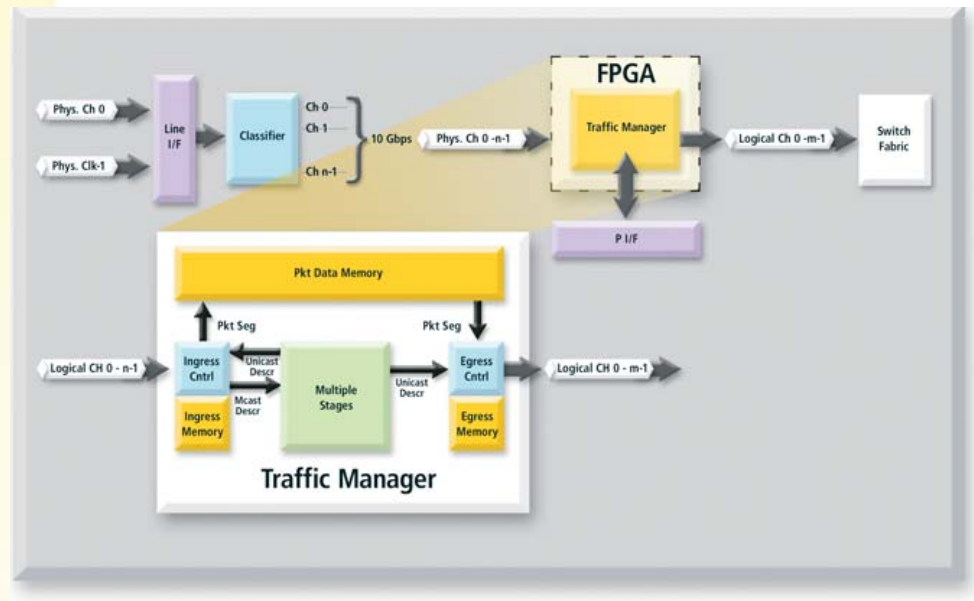 FPGA
Phys. Ch 0
Line
I/F
Classifier
Ch 0
Ch 1
Ch n-1
10 Gbps
Phys. Ch 0 -n-1
Traffic Manager
Logical Ch 0 -m-1
Switch
Fabric
Phys. Clk-1
P I/F
Pkt Data Memory
Pkt Seg
Pkt Seg
Logical CH 0 - n-1
Ingress
Cntrl
Unicast
Descr
Mcast
Descr
Multiple
Stages
Unicast
Descr
Egress
Cntrl
Logical CH 0 - m-1
Ingress
Memory
Egress
Memory
Traffic Manager